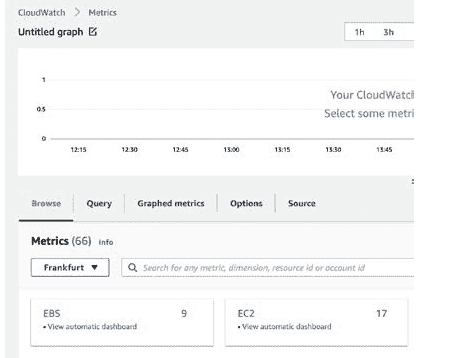 CloudWatch > Metrics
Untitled graph
1h 3h
1
Your CloudWatch
0.5
Select some metri
0
12:15 12:30 12:45 13:00 13:15 13:30 13:45
Browse Query Graphed metrics Options Source
Metrics (66) Info
Frankfurt ▼
Search for any metric, dimension, resource id or account id
EBS 9 EC2 17
• View automatic dashboard • View automatic dashboard